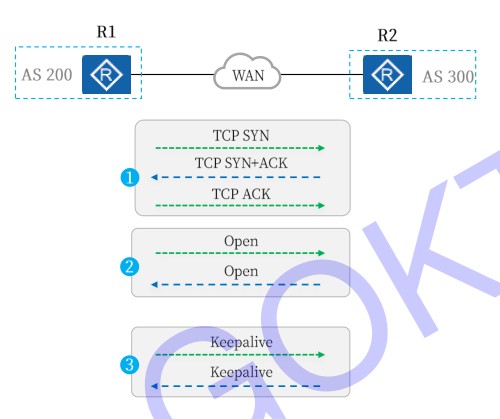 R1
R2
AS 200
R
WAN
R
AS 300
TCP SYN
TCP SYN+ACK
1
TCP ACK
Open
2
Open
Keepalive
3
Keepalive
GOKT